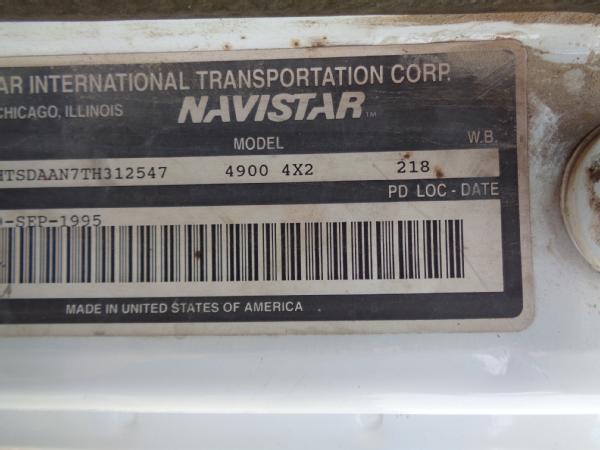 AR INTERNATIONAL TRANSPORTATION CORP.
CHICAGO, ILLINOIS NAVISTAR TM
MODEL W.B.
HTSDAAN7TH312547 4900 4X2 218
PD LOC - DATE
-SEP-1995
MADE IN UNITED STATES OF AMERICA